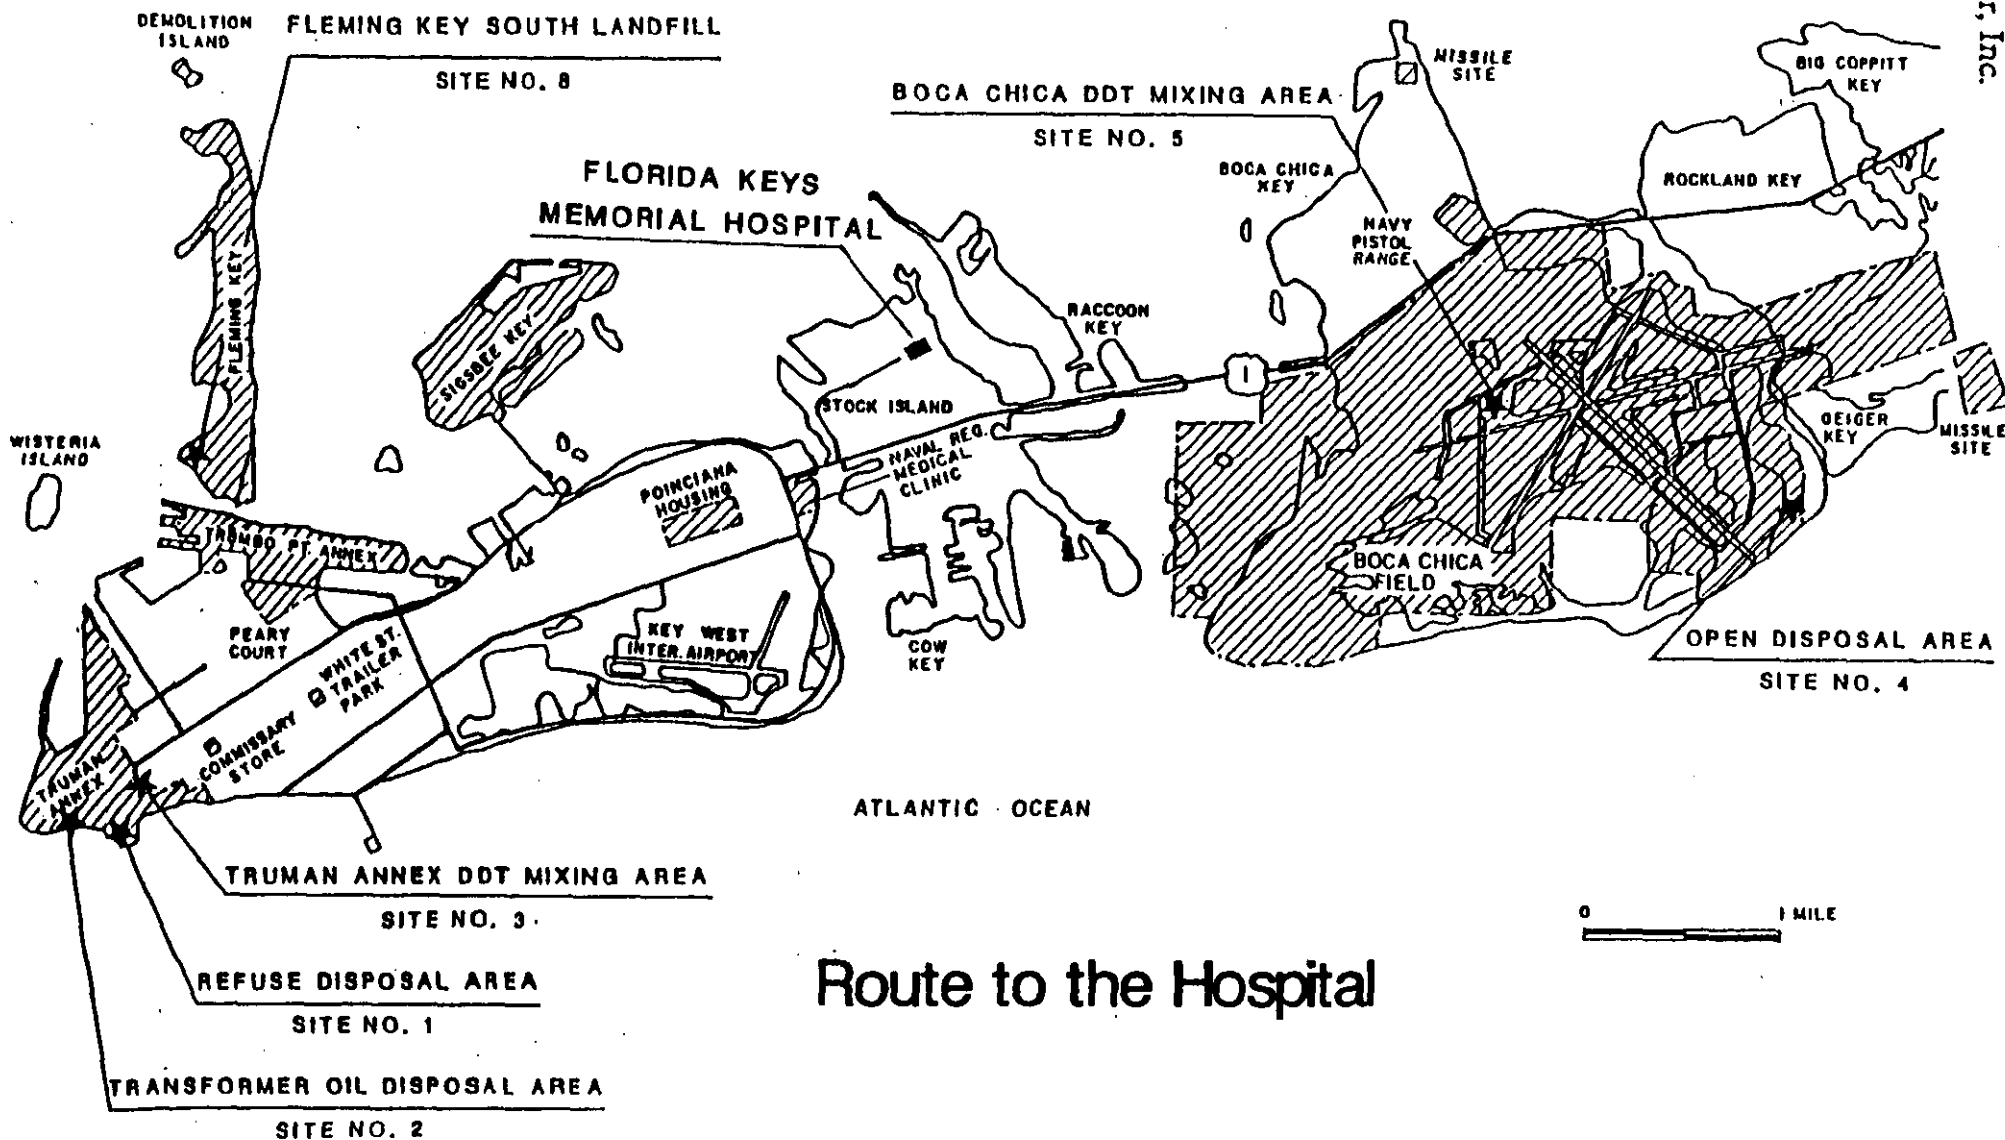 DEMOLITION
ISLAND
FLEMING KEY SOUTH LANDFILL
SITE NO. 8
r, Inc.
MISSILE
SITE
BIG COPPITT
KEY
BOCA CHICA DDT MIXING AREA
SITE NO. 5
FLORIDA KEYS
MEMORIAL HOSPITAL
BOCA CHICA
KEY
ROCKLAND KEY
NAVY
PISTOL
RANGE
FLEMING KEY
SIGSBEE KEY
RACCOON
KEY
1
STOCK ISLAND
GEIGER
KEY
MISSILE
SITE
WISTERIA
ISLAND
NAVAL REG.
MEDICAL
CLINIC
POINCIANA
HOUSING
TRUMBO PT. ANNEX
BOCA CHICA
FIELD
PEARY
COURT
WHITE ST.
TRAILER
PARK
KEY WEST
INTER. AIRPORT
COW
KEY
OPEN DISPOSAL AREA
SITE NO. 4
COMMISSARY
STORE
TRUMAN
ANNEX
ATLANTIC OCEAN
TRUMAN ANNEX DDT MIXING AREA
SITE NO. 3
0 1 MILE
REFUSE DISPOSAL AREA
SITE NO. 1
Route to the Hospital
TRANSFORMER OIL DISPOSAL AREA
SITE NO. 2